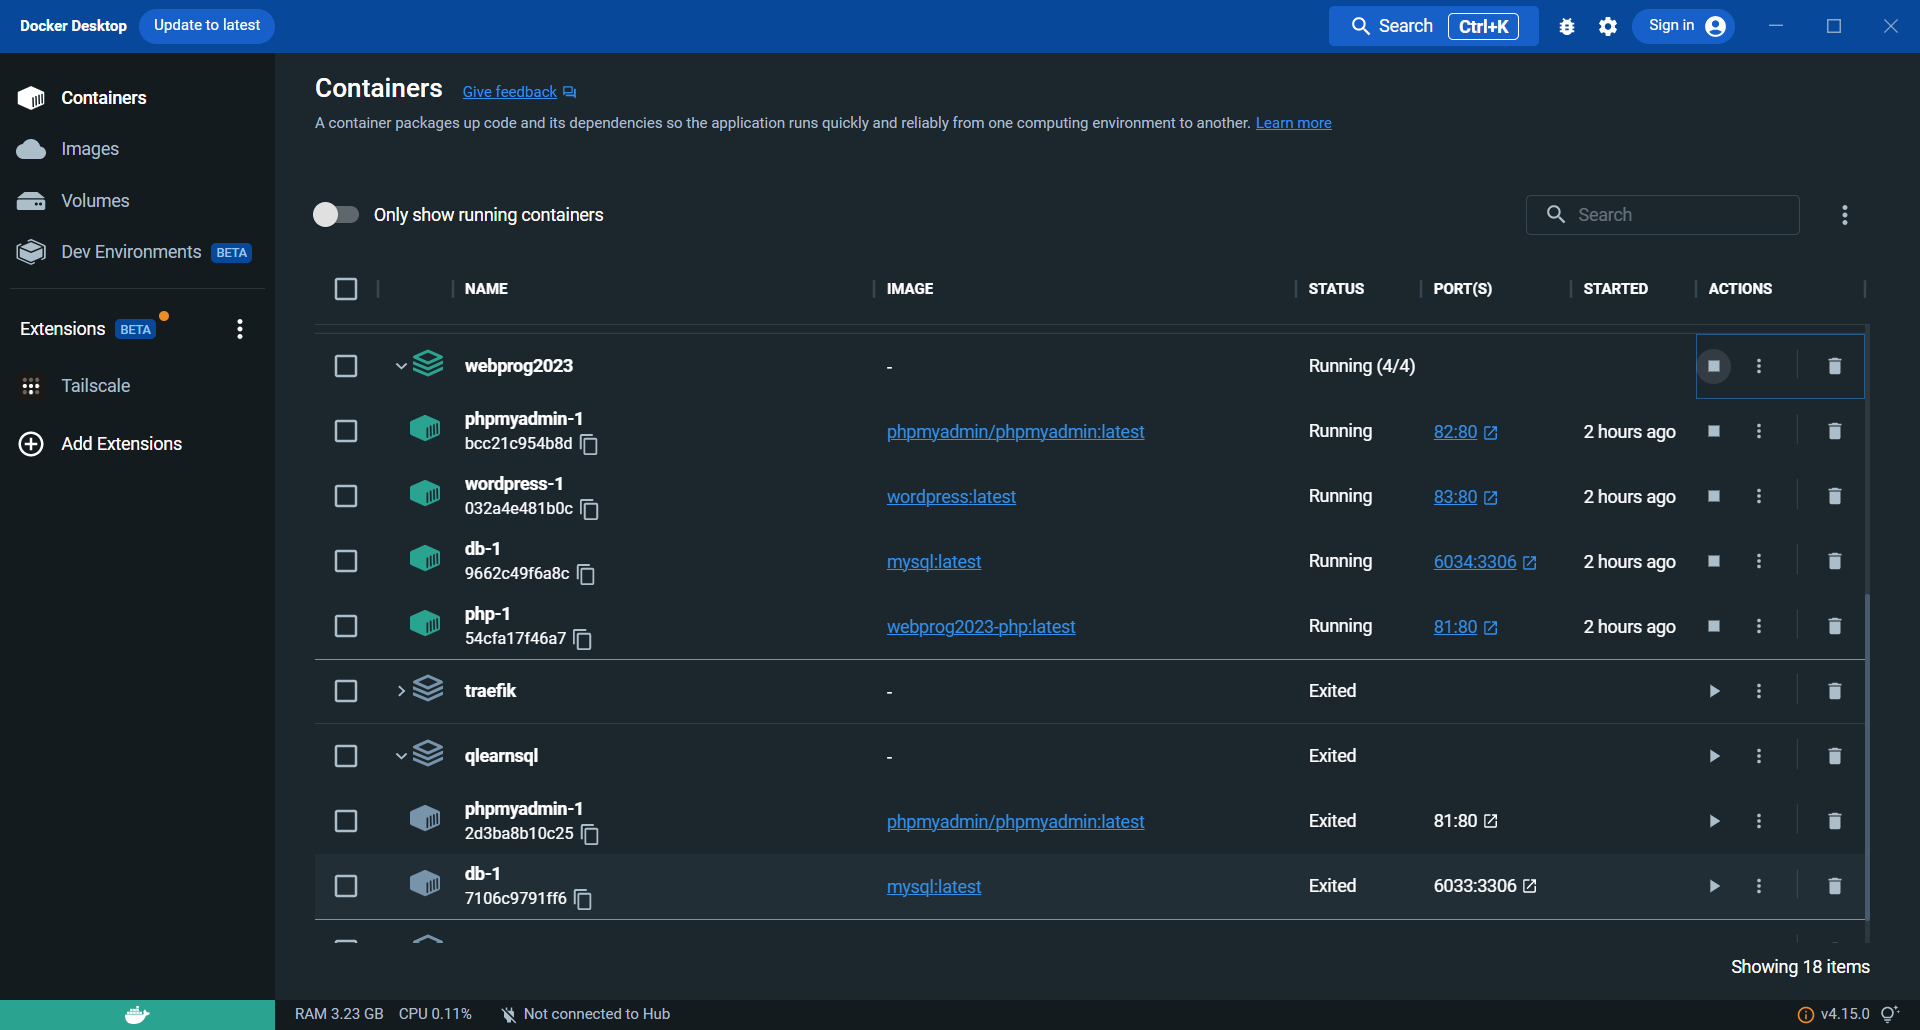 Docker Desktop Update to latest Search Ctrl+K Sign in
Containers
Images
Volumes
Dev Environments BETA
Extensions BETA
Tailscale
Add Extensions
Containers Give feedback
A container packages up code and its dependencies so the application runs quickly and reliably from one computing environment to another. Learn more
Only show running containers Search
NAME IMAGE STATUS PORT(S) STARTED ACTIONS
webprog2023 - Running (4/4)
phpmyadmin-1
bcc21c954b8d phpmyadmin/phpmyadmin:latest Running 82:80 2 hours ago
wordpress-1
032a4e481b0c wordpress:latest Running 83:80 2 hours ago
db-1
9662c49f6a8c mysql:latest Running 6034:3306 2 hours ago
php-1
54cfa17f46a7 webprog2023-php:latest Running 81:80 2 hours ago
traefik - Exited
qlearnsql - Exited
phpmyadmin-1
2d3ba8b10c25 phpmyadmin/phpmyadmin:latest Exited 81:80
db-1
7106c9791ff6 mysql:latest Exited 6033:3306
Showing 18 items
RAM 3.23 GB CPU 0.11% Not connected to Hub v4.15.0